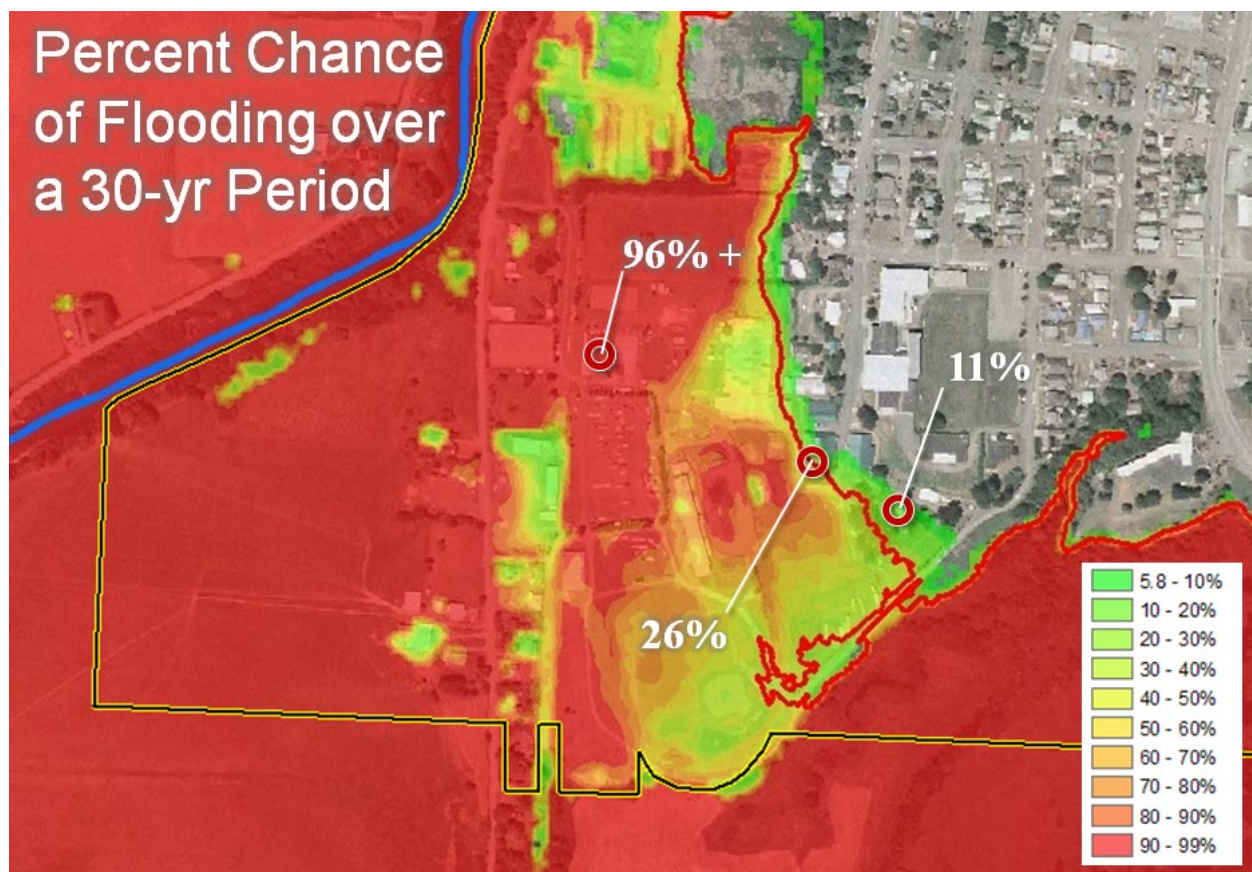 Percent Chance
of Flooding over
a 30-yr Period
96% +
11%
26%
5.8 - 10%
10 - 20%
20 - 30%
30 - 40%
40 - 50%
50 - 60%
60 - 70%
70 - 80%
80 - 90%
90 - 99%